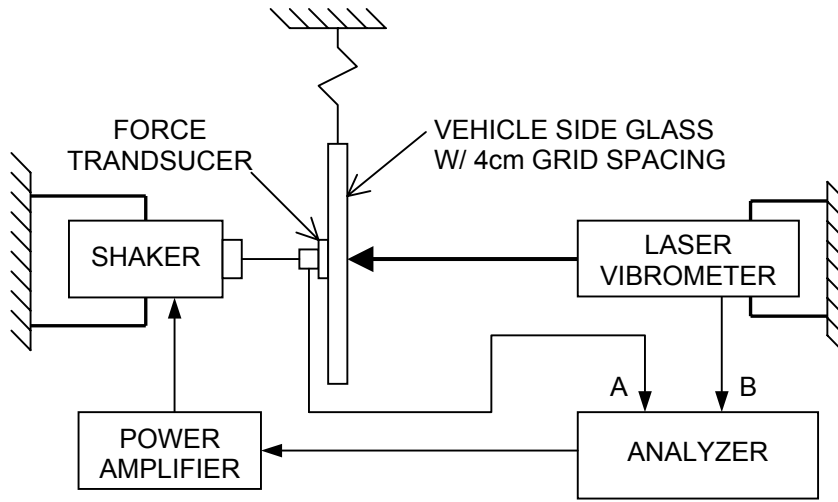 FORCE
TRANDSUCER
VEHICLE SIDE GLASS
W/ 4cm GRID SPACING
SHAKER
LASER
VIBROMETER
A
B
POWER
AMPLIFIER
ANALYZER